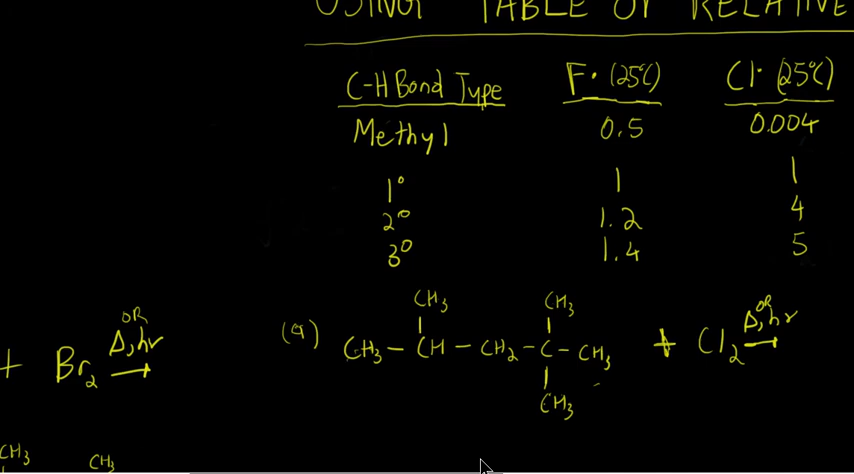 USING TABLE OF RELATIVE
C-H Bond Type F· (25°C) Cl· (25°C)
Methyl 0.5 0.004
1° 1 1
2° 1.2 4
3° 1.4 5
OR
Δ, hν
+ Br₂
(a)
CH₃ CH₃
CH₃ – CH – CH₂ – C – CH₃ + Cl₂
OR
Δ, hν
CH₃
CH₃ CH₃